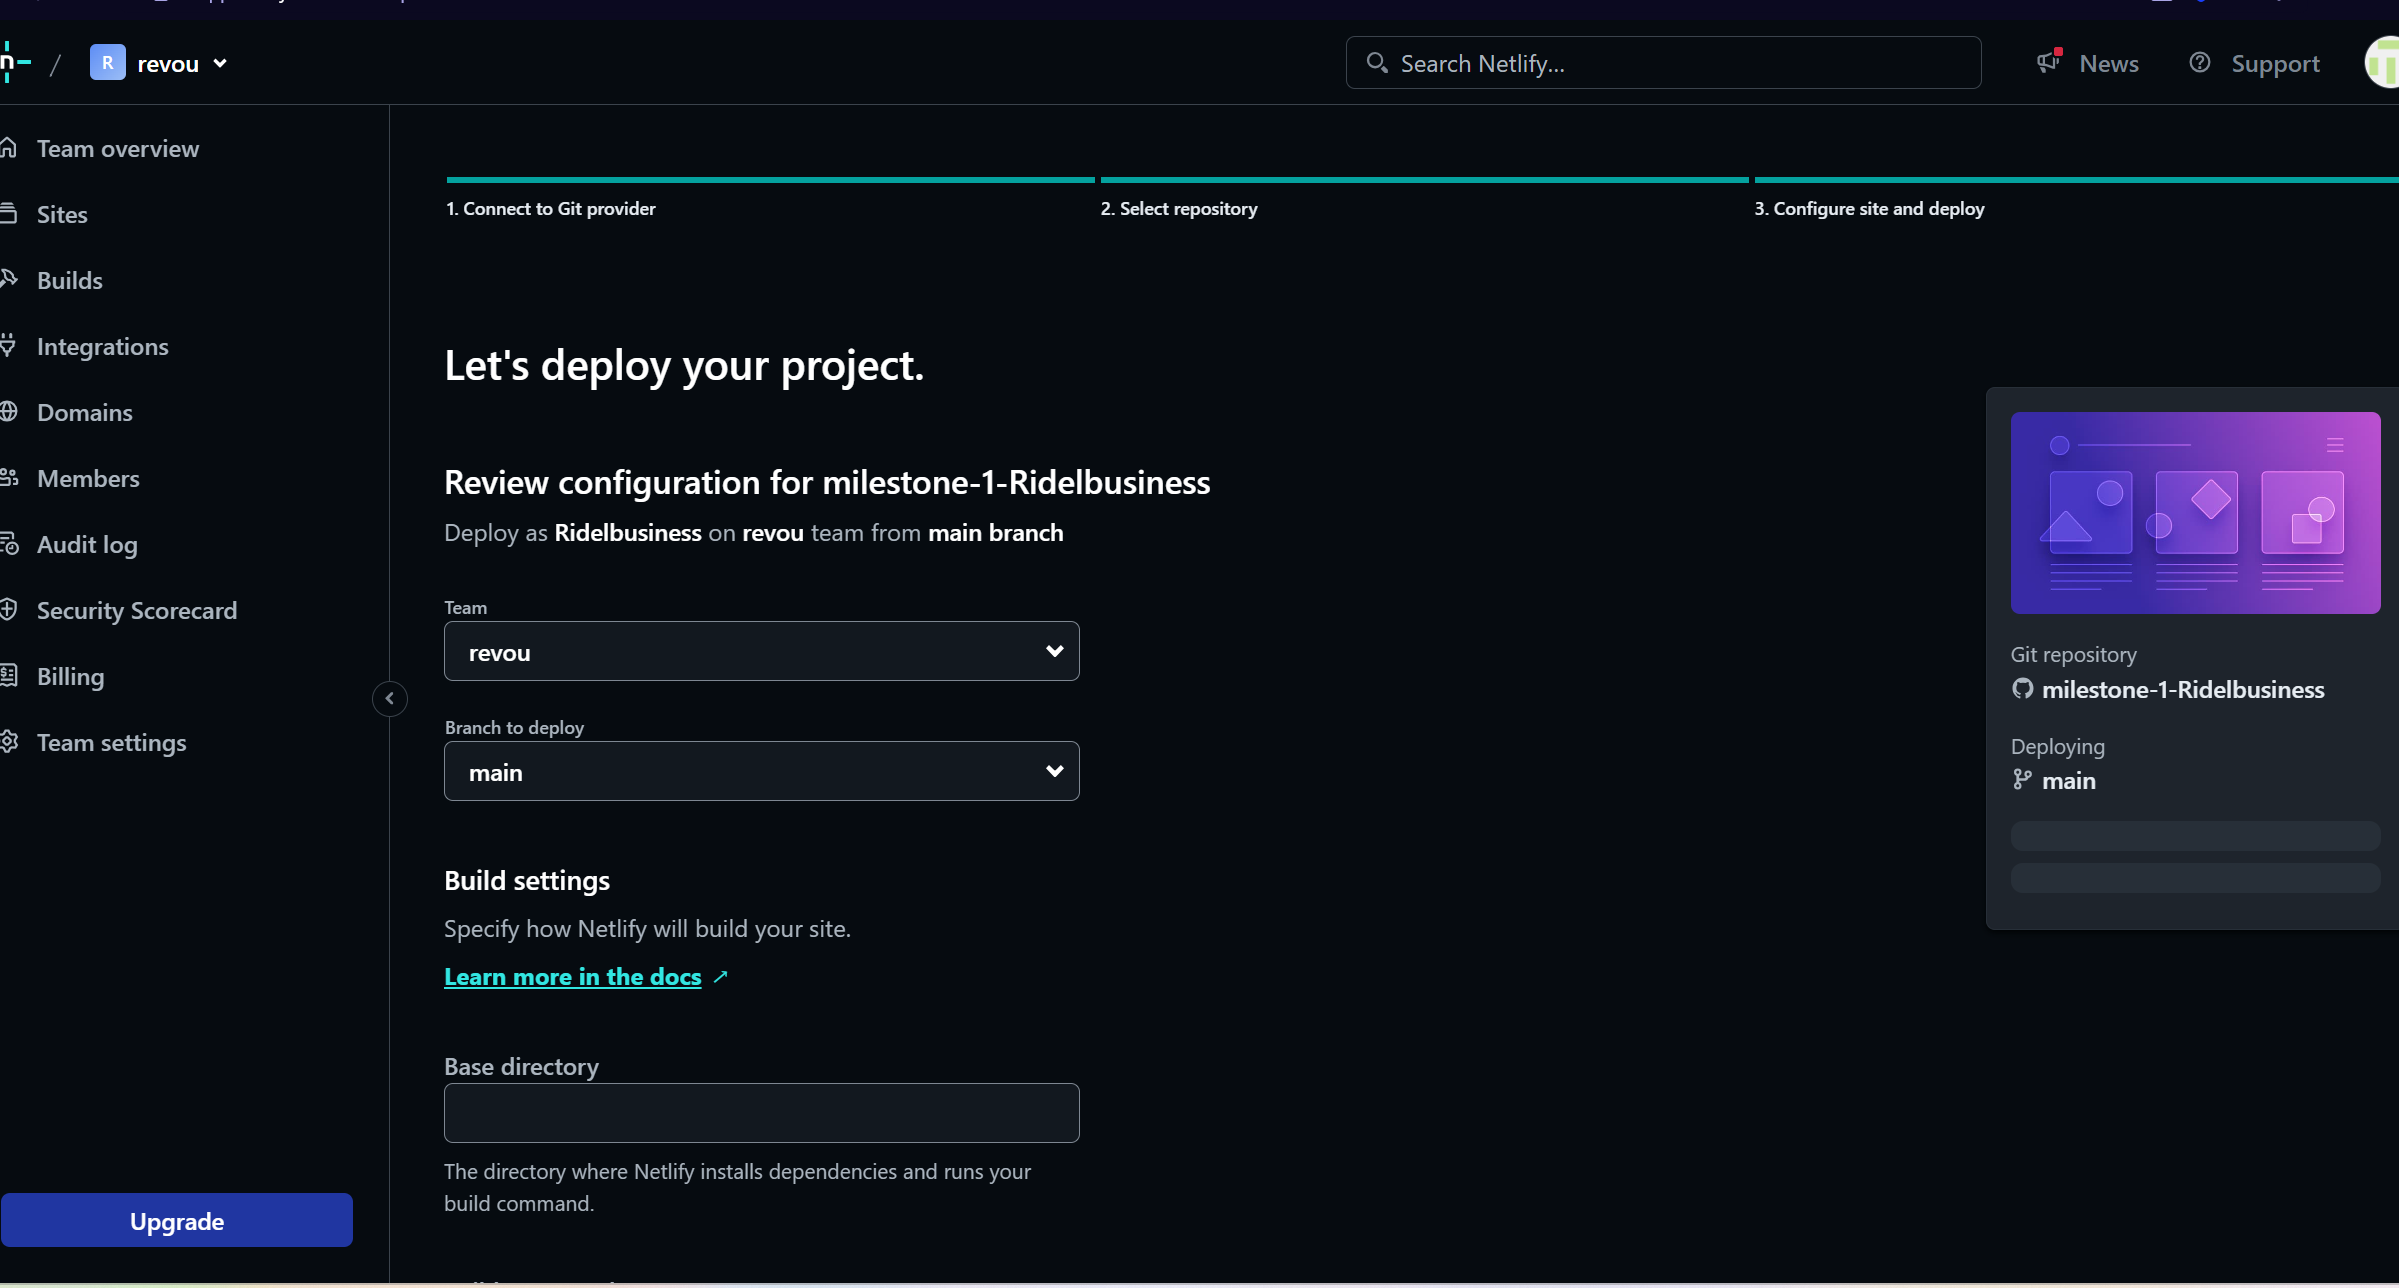 n / R revou
Search Netlify...
News
Support
Team overview
Sites
Builds
Integrations
Domains
Members
Audit log
Security Scorecard
Billing
Team settings
Upgrade
1. Connect to Git provider
2. Select repository
3. Configure site and deploy
Let's deploy your project.
Review configuration for milestone-1-Ridelbusiness
Deploy as Ridelbusiness on revou team from main branch
Team
revou
Branch to deploy
main
Build settings
Specify how Netlify will build your site.
Learn more in the docs ↗
Base directory
The directory where Netlify installs dependencies and runs your
build command.
Git repository
milestone-1-Ridelbusiness
Deploying
main